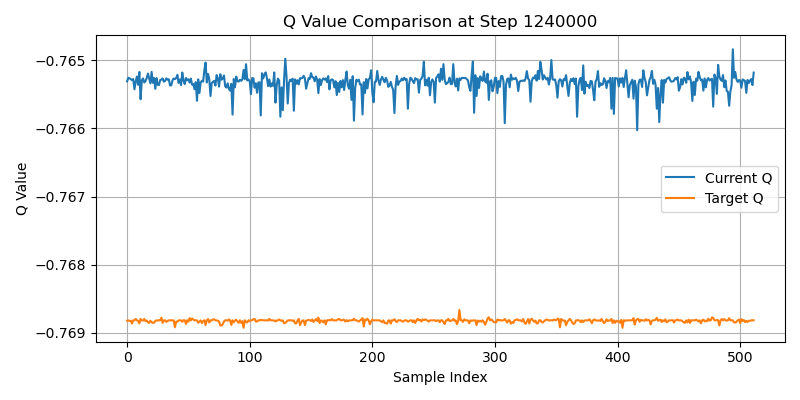 Q Value Comparison at Step 1240000
Q Value
−0.765
−0.766
−0.767
−0.768
−0.769
Current Q
Target Q
0
100
200
300
400
500
Sample Index